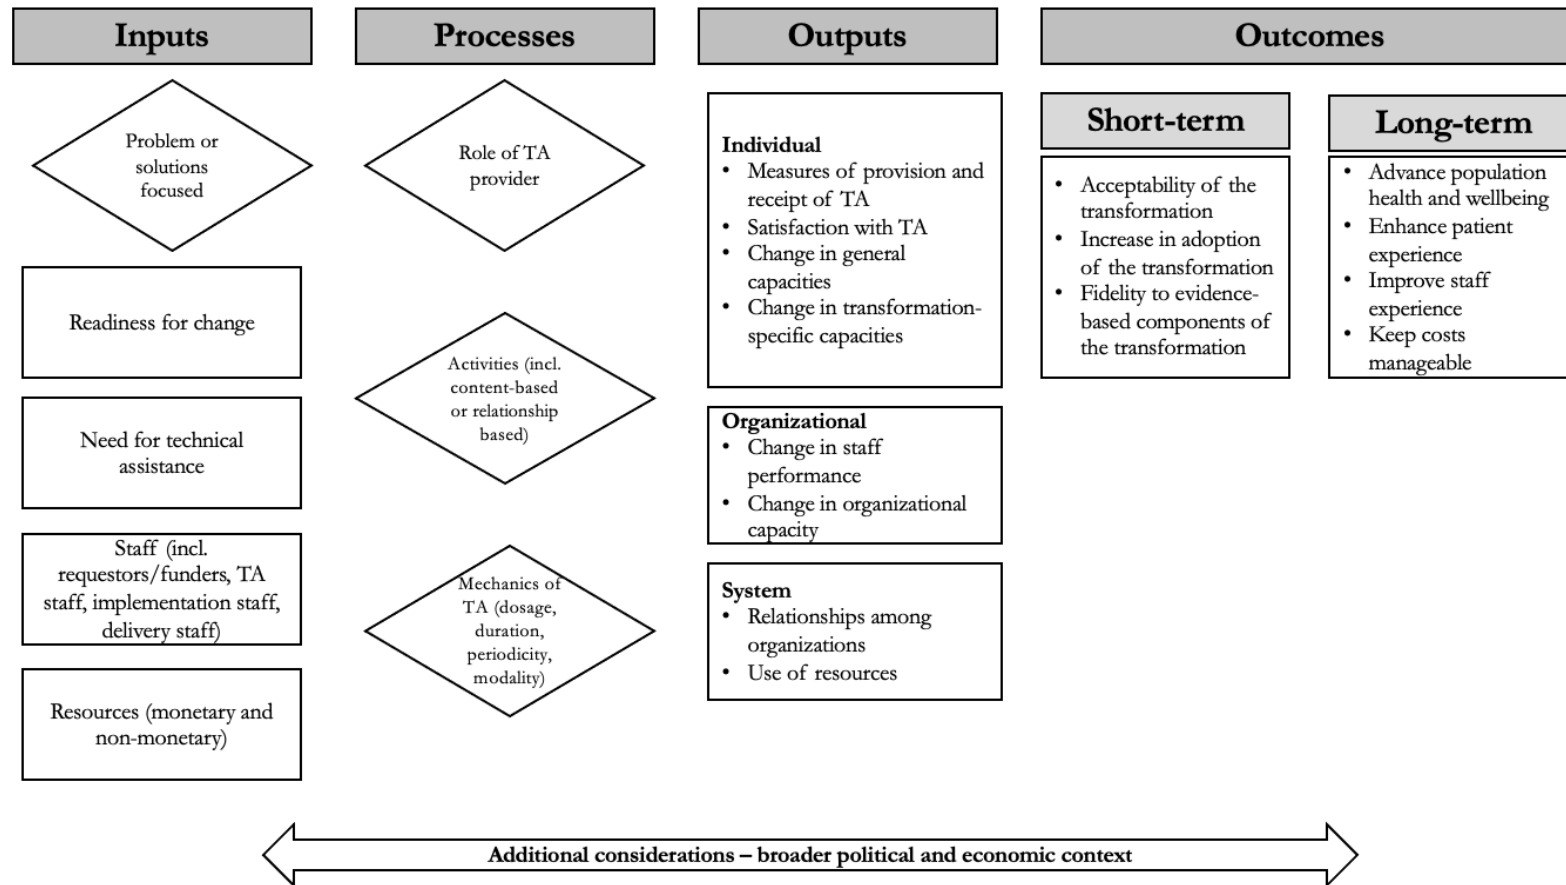 Inputs
Processes
Outputs
Outcomes
Problem or
solutions
focused
Readiness for change
Need for technical
assistance
Staff (incl.
requestors/funders, TA
staff, implementation staff,
delivery staff)
Resources (monetary and
non-monetary)
Role of TA
provider
Activities (incl.
content-based
or relationship
based)
Mechanics of
TA (dosage,
duration,
periodicity,
modality)
Individual
• Measures of provision and
receipt of TA
• Satisfaction with TA
• Change in general
capacities
• Change in transformation-
specific capacities
Organizational
• Change in staff
performance
• Change in organizational
capacity
System
• Relationships among
organizations
• Use of resources
Short-term
• Acceptability of the
transformation
• Increase in adoption
of the transformation
• Fidelity to evidence-
based components of
the transformation
Long-term
• Advance population
health and wellbeing
• Enhance patient
experience
• Improve staff
experience
• Keep costs
manageable
Additional considerations – broader political and economic context